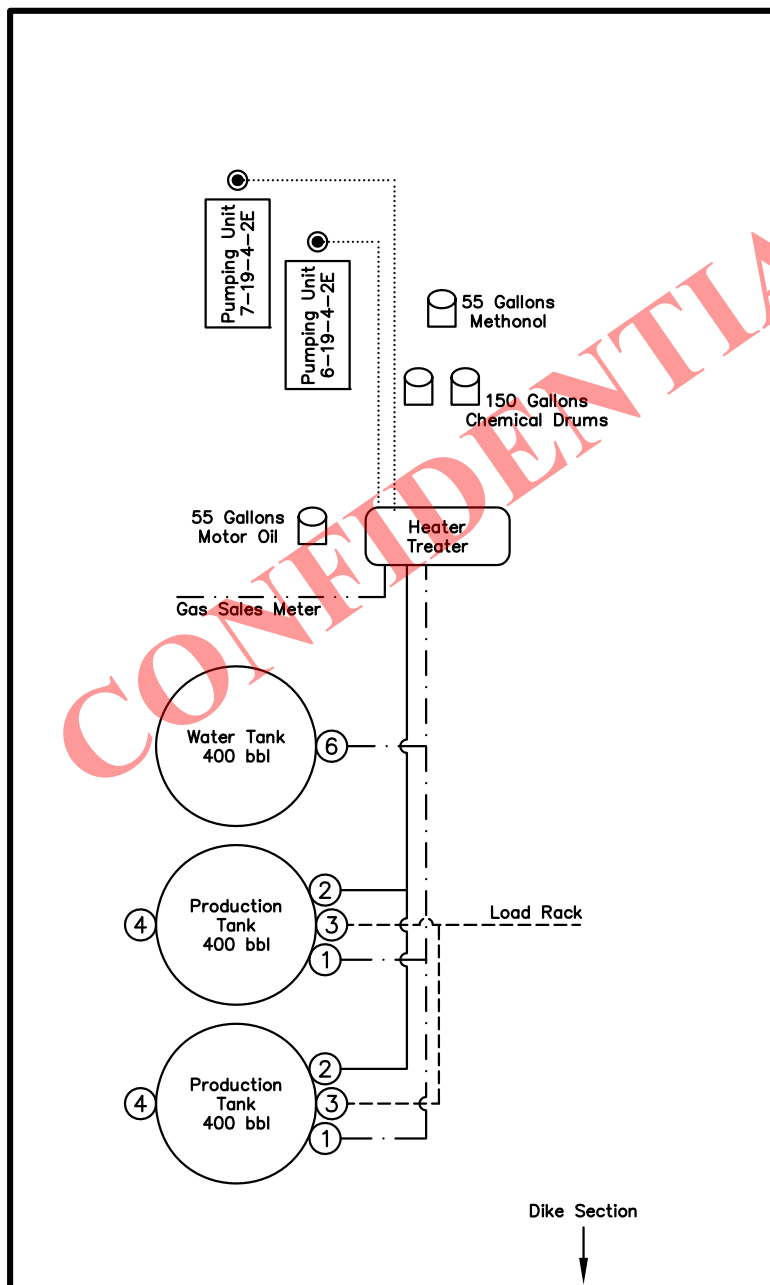 Pumping Unit
7-19-4-2E
Pumping Unit
6-19-4-2E
55 Gallons
Methonol
150 Gallons
Chemical Drums
55 Gallons
Motor Oil
Heater
Treater
Gas Sales Meter
Water Tank
400 bbl
6
Production
Tank
400 bbl
2
4
3
1
Load Rack
Production
Tank
400 bbl
2
4
3
1
Dike Section
CONFIDENTIA